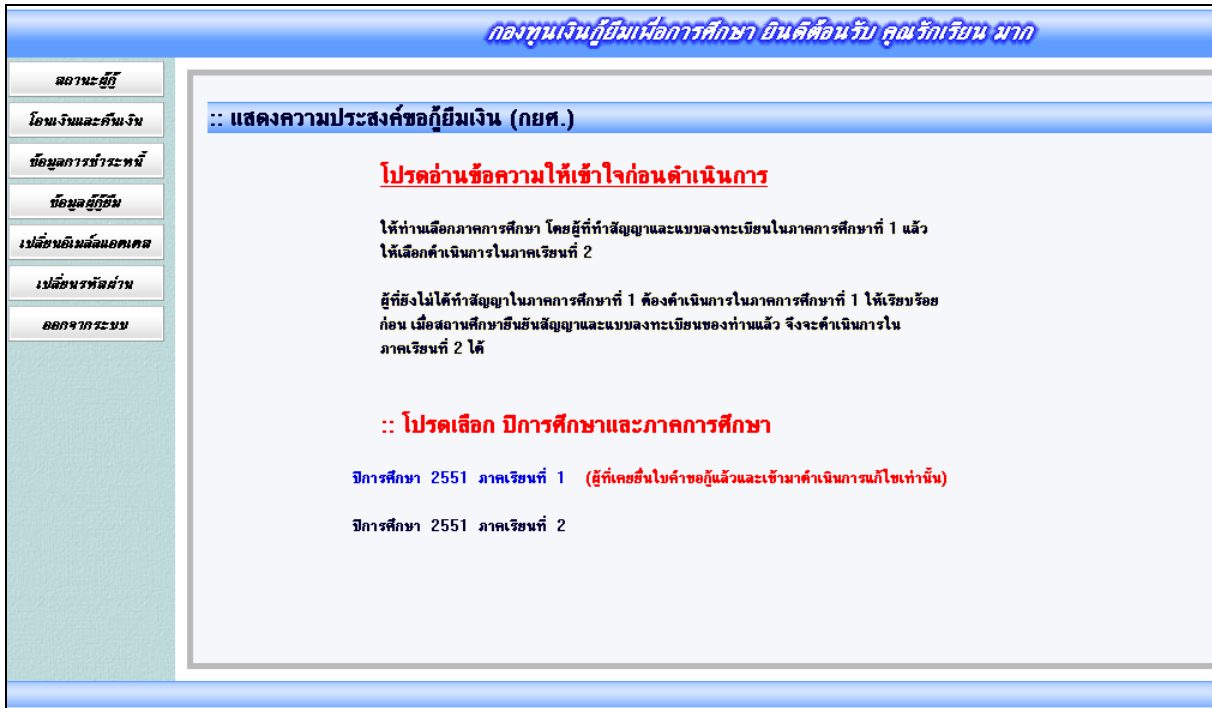 กองทุนเงินกู้ยืมเพื่อการศึกษา ยินดีต้อนรับ คุณรักเรียน มาก
สถานะผู้กู้
โอนเงินและคืนเงิน
ข้อมูลการชำระหนี้
ข้อมูลผู้กู้ยืม
เปลี่ยนอีเมล์แอดเดส
เปลี่ยนรหัสผ่าน
ออกจากระบบ
:: แสดงความประสงค์ขอกู้ยืมเงิน (กยศ.)
โปรดอ่านข้อความให้เข้าใจก่อนดำเนินการ
ให้ท่านเลือกภาคการศึกษา โดยผู้ที่ทำสัญญาและแบบลงทะเบียนในภาคการศึกษาที่ 1 แล้ว
ให้เลือกดำเนินการในภาคเรียนที่ 2
ผู้ที่ยังไม่ได้ทำสัญญาในภาคการศึกษาที่ 1 ต้องดำเนินการในภาคการศึกษาที่ 1 ให้เรียบร้อย
ก่อน เมื่อสถานศึกษายืนยันสัญญาและแบบลงทะเบียนของท่านแล้ว จึงจะดำเนินการใน
ภาคเรียนที่ 2 ได้
:: โปรดเลือก ปีการศึกษาและภาคการศึกษา
ปีการศึกษา 2551 ภาคเรียนที่ 1 (ผู้ที่เคยยื่นใบคำขอกู้แล้วและเข้ามาดำเนินการแก้ไขเท่านั้น)
ปีการศึกษา 2551 ภาคเรียนที่ 2